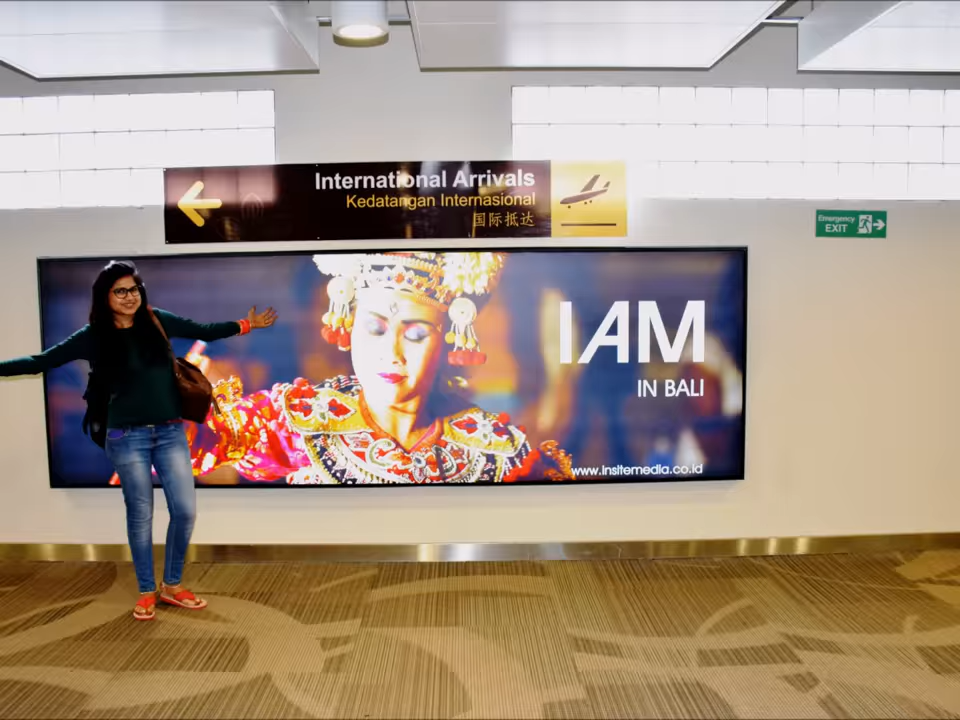 International Arrivals
Kedatangan Internasional
国际抵达
Emergency
EXIT
I AM
IN BALI
www.insitemedia.co.id